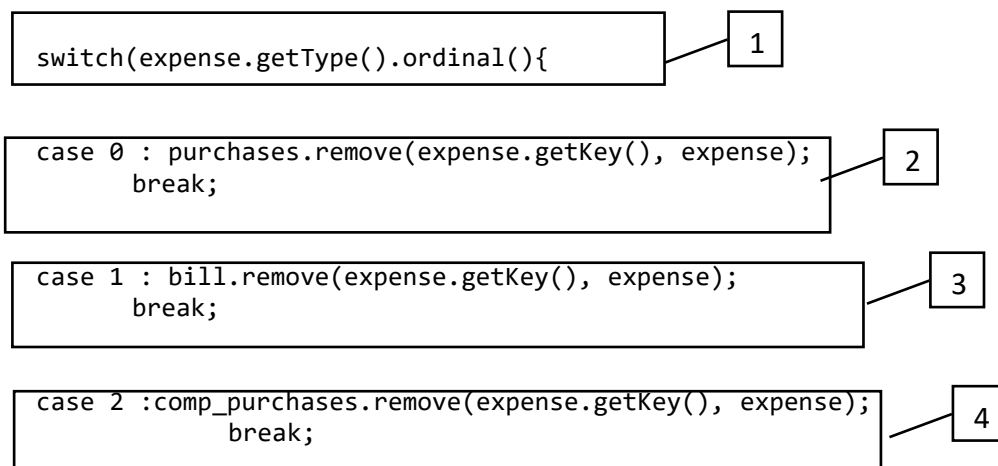 switch(expense.getType().ordinal(){
1
case 0 : purchases.remove(expense.getKey(), expense);
break;
2
case 1 : bill.remove(expense.getKey(), expense);
break;
3
case 2 :comp_purchases.remove(expense.getKey(), expense);
break;
4